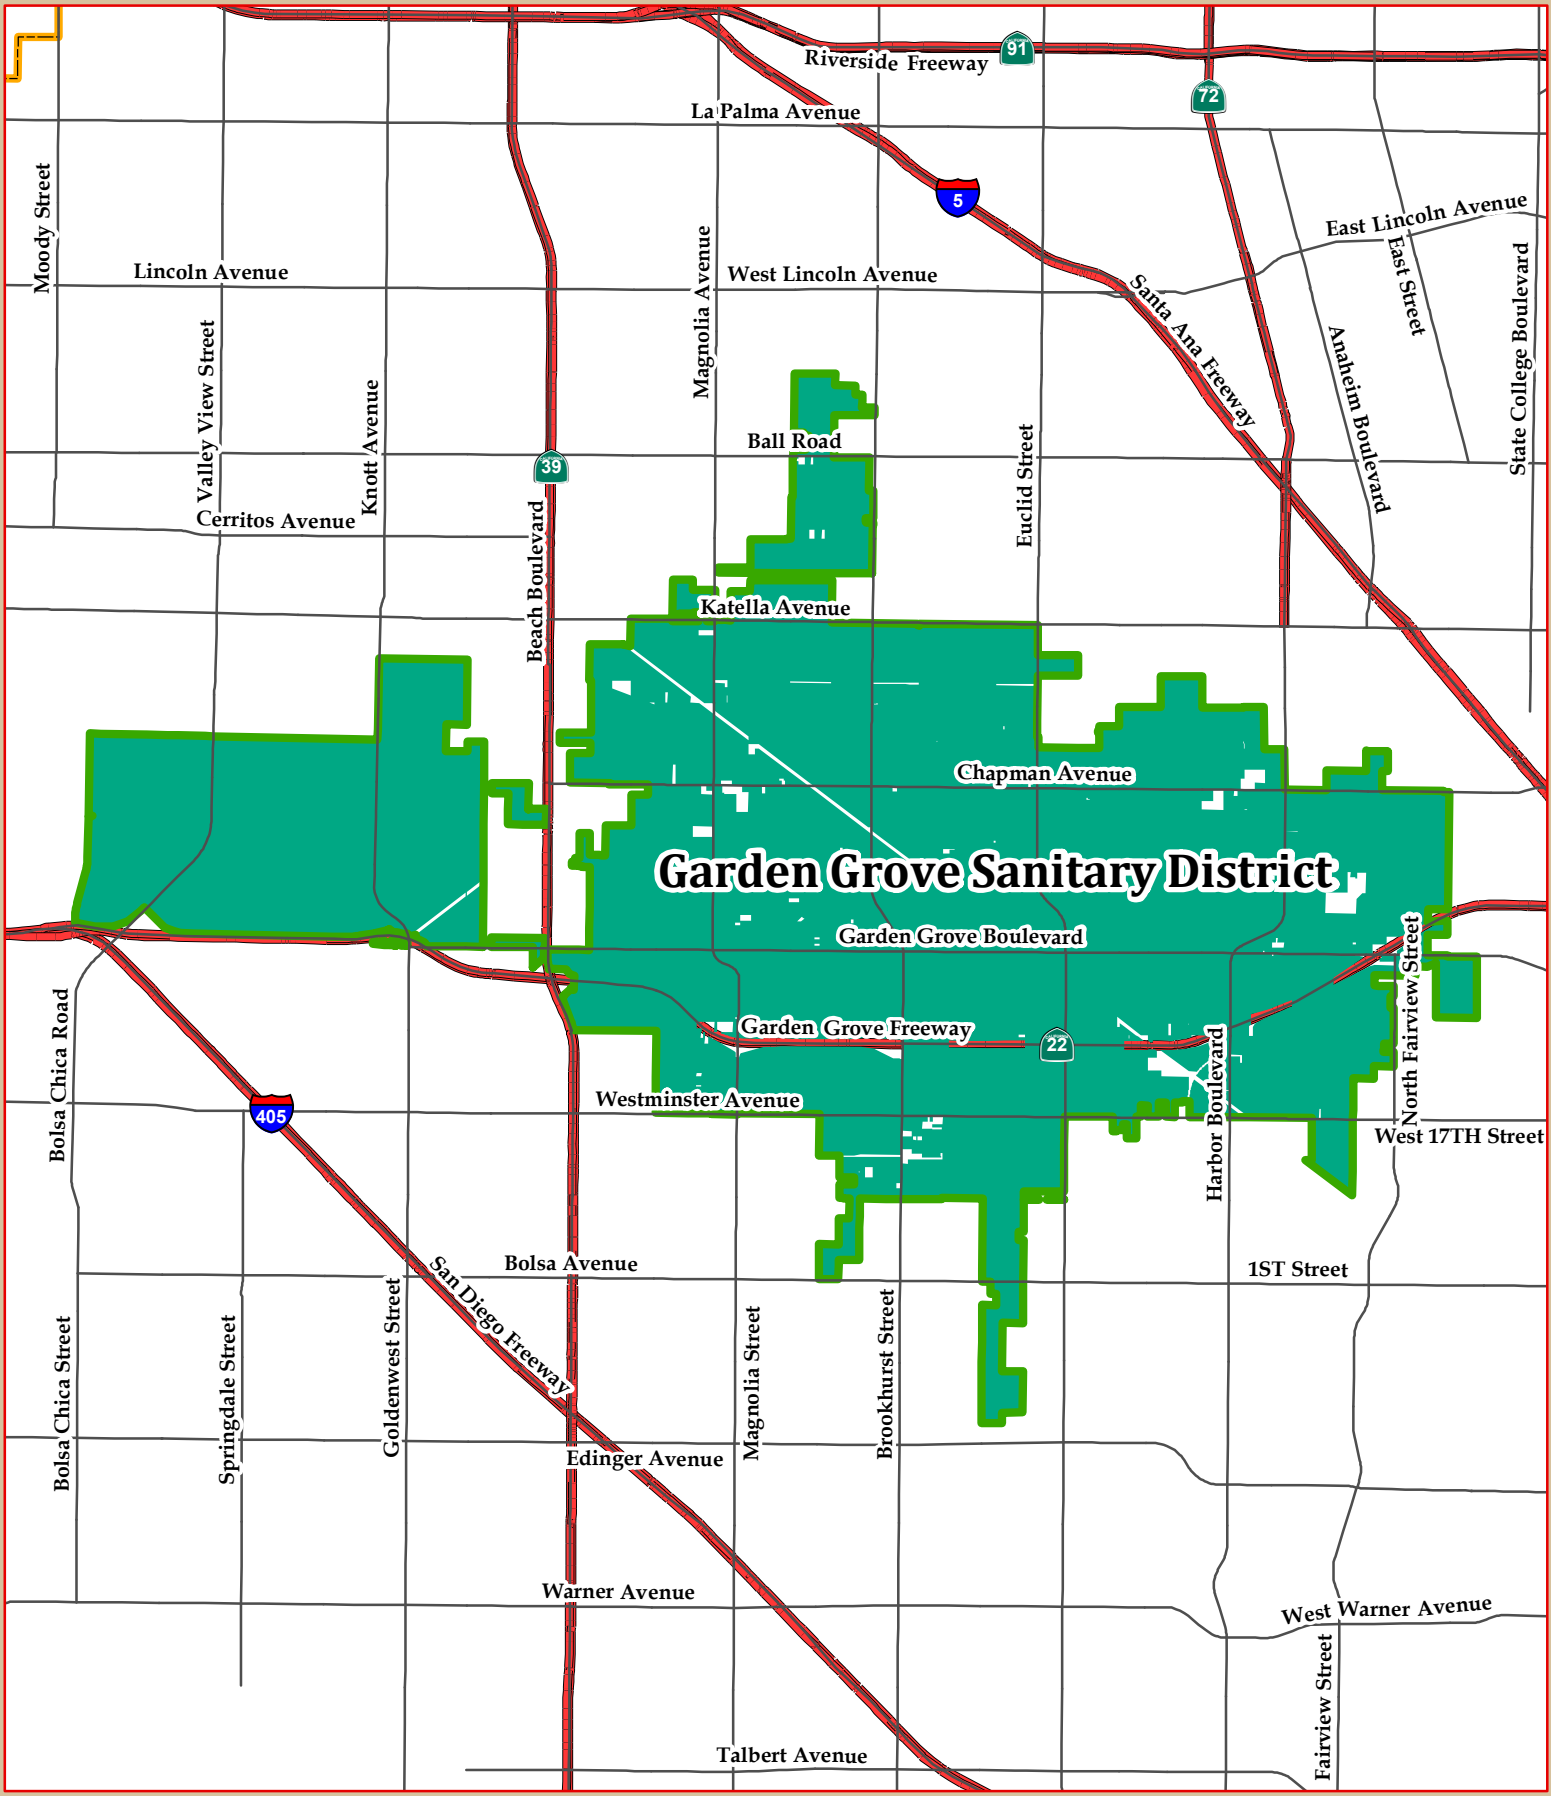 91
Riverside Freeway
72
La Palma Avenue
Moody Street
5
East Lincoln Avenue
Lincoln Avenue
West Lincoln Avenue
Magnolia Avenue
East Street
State College Boulevard
Santa Ana Freeway
Valley View Street
Knott Avenue
Anaheim Boulevard
Ball Road
Euclid Street
39
Cerritos Avenue
Beach Boulevard
Katella Avenue
Chapman Avenue
Garden Grove Sanitary District
Garden Grove Boulevard
North Fairview Street
Bolsa Chica Road
Garden Grove Freeway
22
Harbor Boulevard
405
Westminster Avenue
West 17TH Street
Bolsa Avenue
1ST Street
San Diego Freeway
Bolsa Chica Street
Springdale Street
Goldenwest Street
Magnolia Street
Brookhurst Street
Edinger Avenue
Warner Avenue
West Warner Avenue
Fairview Street
Talbert Avenue